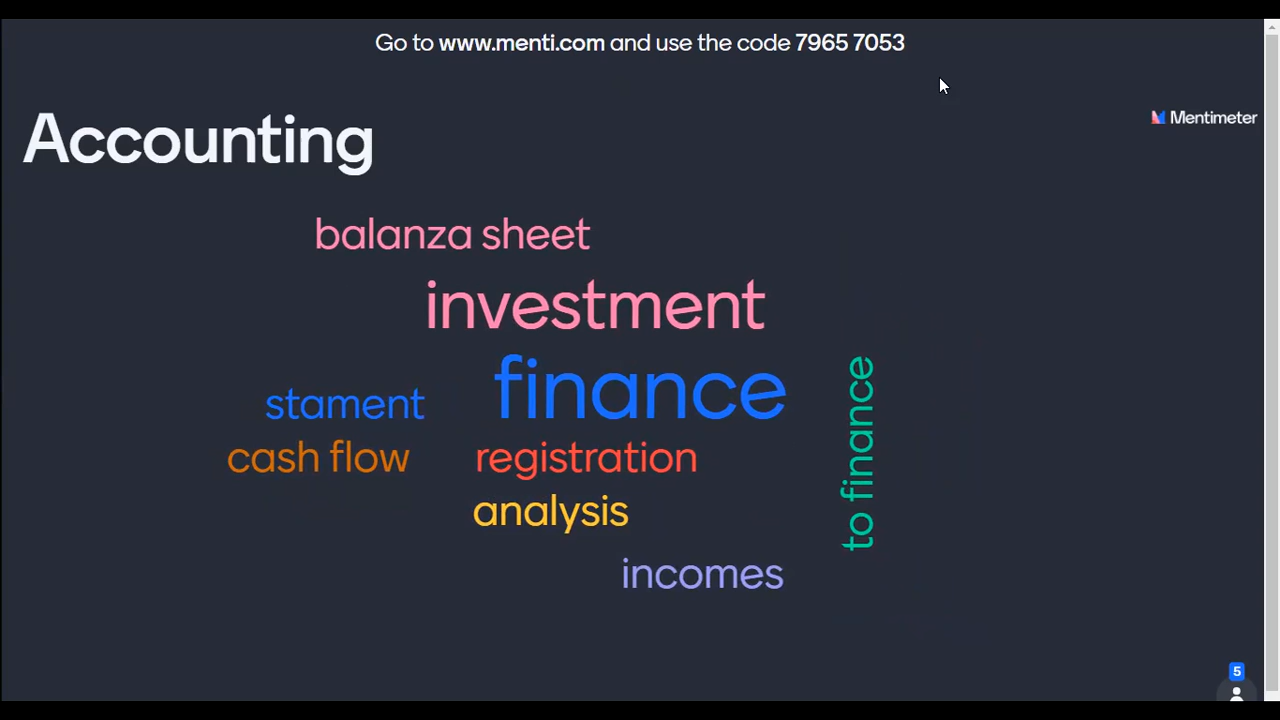 Go to www.menti.com and use the code 7965 7053
Mentimeter
Accounting
balanza sheet
investment
finance
stament
to finance
cash flow
registration
analysis
incomes
5